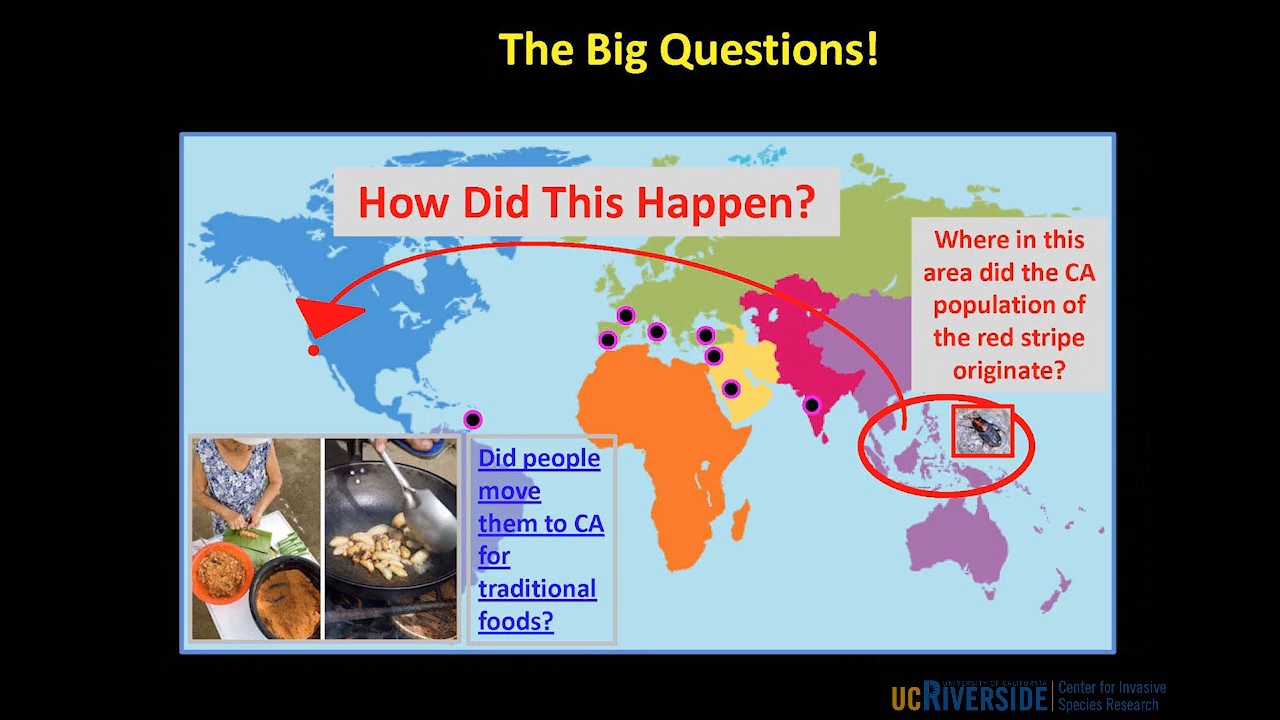 The Big Questions!
How Did This Happen?
Where in this
area did the CA
population of
the red stripe
originate?
Did people
move
them to CA
for
traditional
foods?
UNIVERSITY OF CALIFORNIA
UCRIVERSIDE
Center for Invasive
Species Research